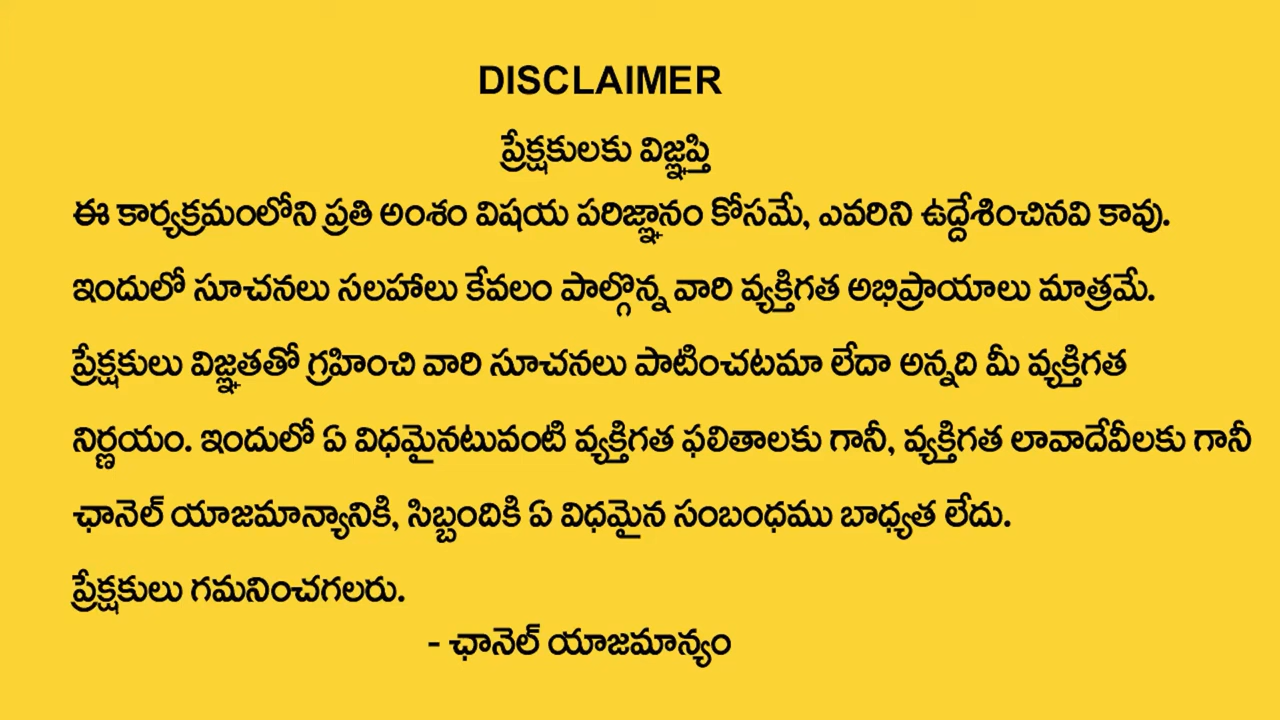 DISCLAIMER
ప్రేక్షకులకు విజ్ఞప్తి
ఈ కార్యక్రమంలోని ప్రతి అంశం విషయ పరిజ్ఞానం కోసమే, ఎవరిని ఉద్దేశించినవి కావు.
ఇందులో సూచనలు సలహాలు కేవలం పాల్గొన్న వారి వ్యక్తిగత అభిప్రాయాలు మాత్రమే.
ప్రేక్షకులు విజ్ఞతతో గ్రహించి వారి సూచనలు పాటించటమా లేదా అన్నది మీ వ్యక్తిగత
నిర్ణయం. ఇందులో ఏ విధమైనటువంటి వ్యక్తిగత ఫలితాలకు గానీ, వ్యక్తిగత లావాదేవీలకు గానీ
ఛానెల్ యాజమాన్యానికి, సిబ్బందికి ఏ విధమైన సంబంధము బాధ్యత లేదు.
ప్రేక్షకులు గమనించగలరు.
- ఛానెల్ యాజమాన్యం